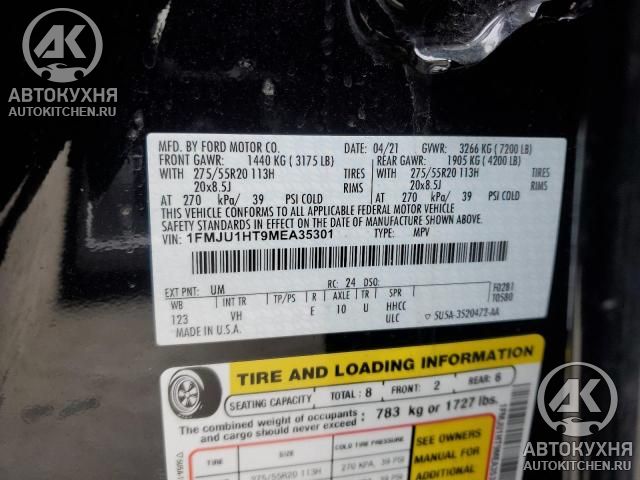 АК
АВТОКУХНЯ
AUTOKITCHEN.RU
MFD. BY FORD MOTOR CO. DATE: 04/21 GVWR: 3266 KG ( 7200 LB)
FRONT GAWR: 1440 KG ( 3175 LB) REAR GAWR: 1905 KG ( 4200 LB)
WITH 275/55R20 113H TIRES WITH 275/55R20 113H TIRES
20x8.5J RIMS 20x8.5J RIMS
AT 270 kPa/ 39 PSI COLD AT 270 kPa/ 39 PSI COLD
THIS VEHICLE CONFORMS TO ALL APPLICABLE FEDERAL MOTOR VEHICLE
SAFETY STANDARDS IN EFFECT ON THE DATE OF MANUFACTURE SHOWN ABOVE.
VIN: 1FMJU1HT9MEA35301 TYPE: MPV
EXT PNT: UM RC: 24 DSO:
F0281
WB INT TR TP/PS R AXLE TR SPR T0580
123 VH E 10 U HHCC
ULC
MADE IN U.S.A. 5U5A-3520472-AA
TIRE AND LOADING INFORMATION
SEATING CAPACITY TOTAL: 8 FRONT: 2 REAR: 6
The combined weight of occupants
and cargo should never exceed : 783 kg or 1727 lbs.
TIRE SIZE COLD TIRE PRESSURE
275/55R20 113H 270 KPA, 39 PSI
SEE OWNERS
MANUAL FOR
ADDITIONAL
АК
АВТОКУХНЯ
AUTOKITCHEN.RU